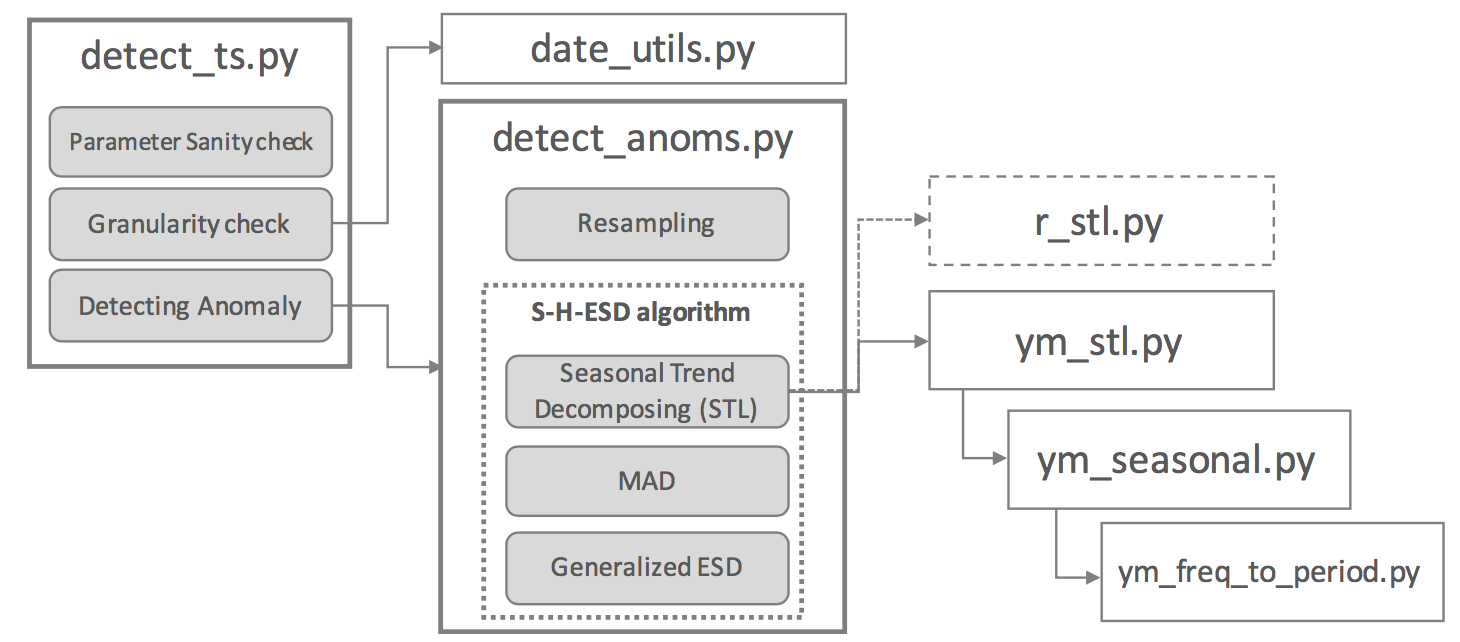 detect_ts.py
Parameter Sanity check
Granularity check
Detecting Anomaly
date_utils.py
detect_anoms.py
Resampling
S-H-ESD algorithm
Seasonal Trend
Decomposing (STL)
MAD
Generalized ESD
r_stl.py
ym_stl.py
ym_seasonal.py
ym_freq_to_period.py